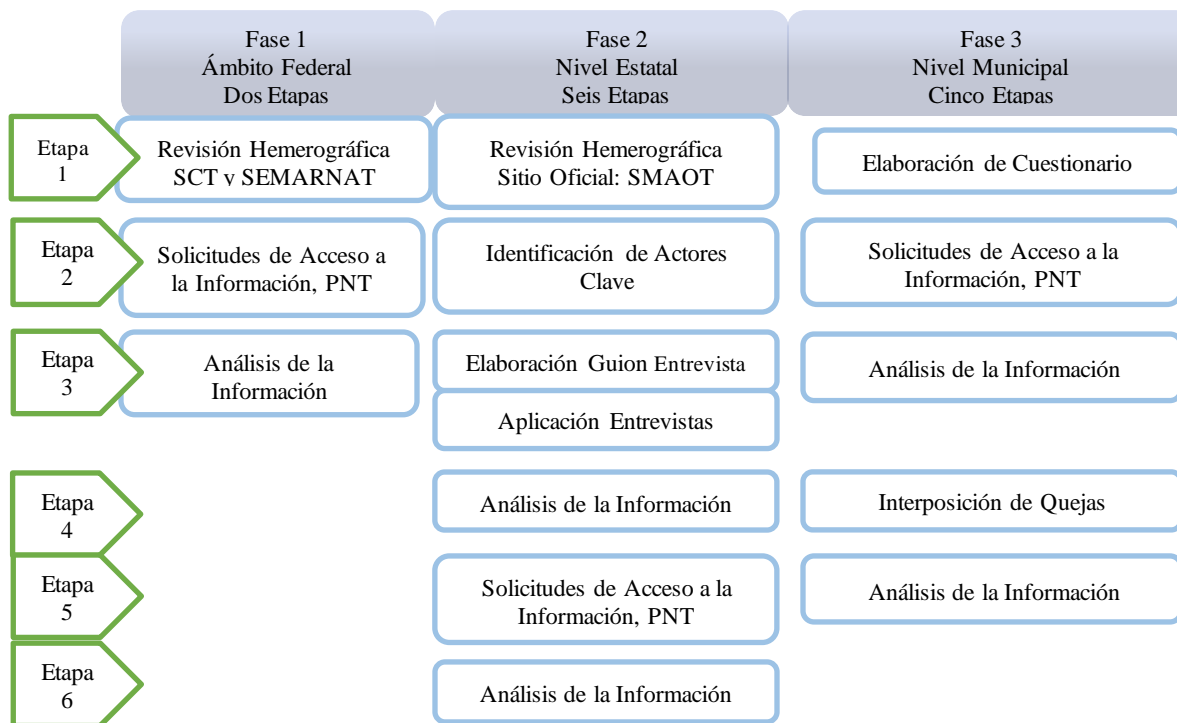 Fase 1
Ámbito Federal
Dos Etapas
Fase 2
Nivel Estatal
Seis Etapas
Fase 3
Nivel Municipal
Cinco Etapas
Etapa
1
Revisión Hemerográfica
SCT y SEMARNAT
Revisión Hemerográfica
Sitio Oficial: SMAOT
Elaboración de Cuestionario
Etapa
2
Solicitudes de Acceso a
la Información, PNT
Identificación de Actores
Clave
Solicitudes de Acceso a la
Información, PNT
Etapa
3
Análisis de la
Información
Elaboración Guion Entrevista
Aplicación Entrevistas
Análisis de la Información
Etapa
4
Análisis de la Información
Interposición de Quejas
Etapa
5
Solicitudes de Acceso a la
Información, PNT
Análisis de la Información
Etapa
6
Análisis de la Información